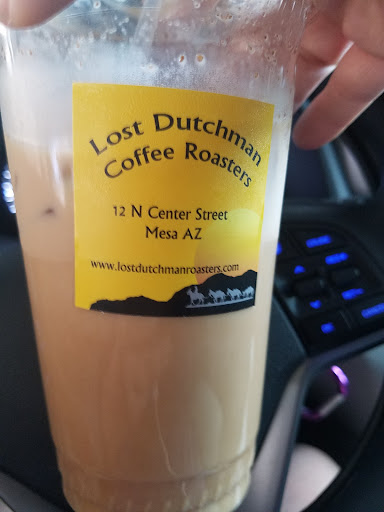 Lost Dutchman
Coffee Roasters
12 N Center Street
Mesa AZ
www.lostdutchmanroasters.com